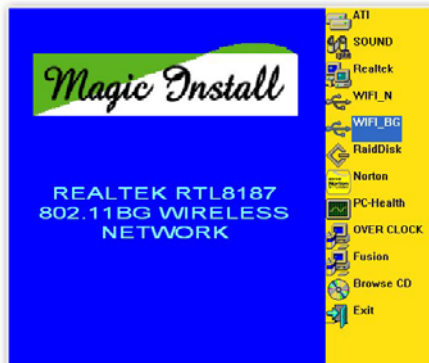 Magic Install
REALTEK RTL8187
802.11BG WIRELESS
NETWORK
ATI
SOUND
Realtek
WIFI_N
WIFI_BG
RaidDisk
Norton
PC-Health
OVER CLOCK
Fusion
Browse CD
Exit